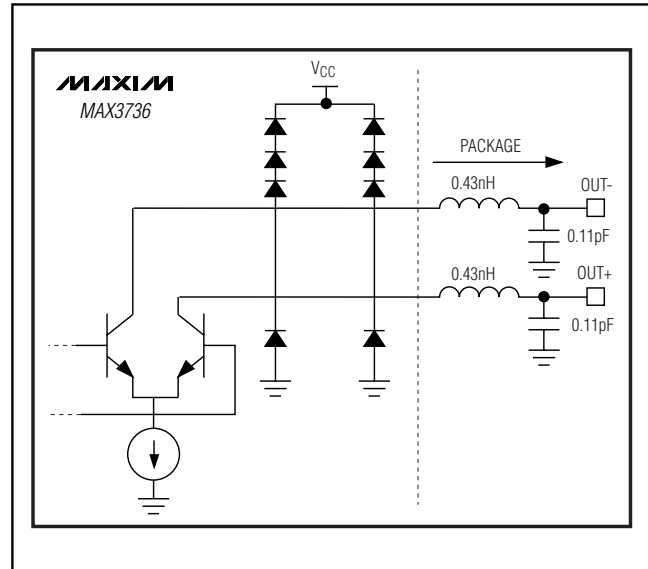 MAXIM
MAX3736
VCC
PACKAGE
0.43nH
OUT-
0.11pF
0.43nH
OUT+
0.11pF